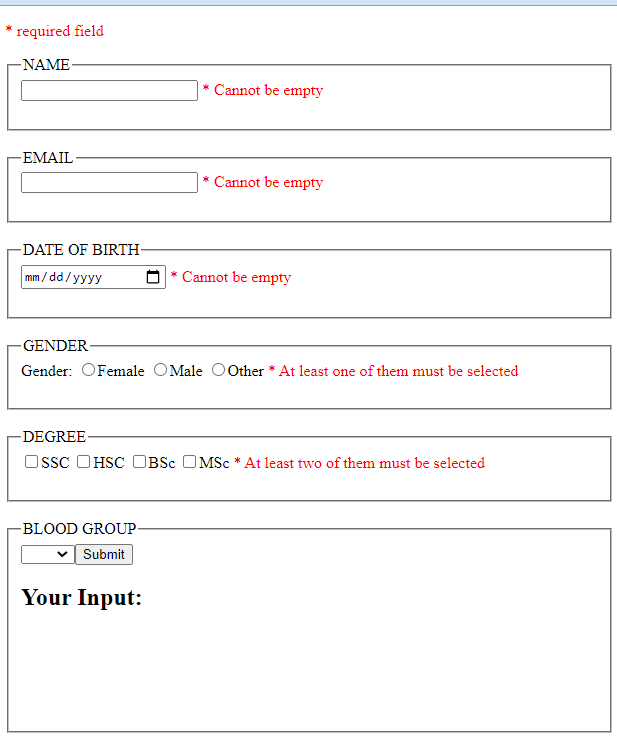 * required field
NAME
* Cannot be empty
EMAIL
* Cannot be empty
DATE OF BIRTH
mm/dd/yyyy * Cannot be empty
GENDER
Gender: Female Male Other * At least one of them must be selected
DEGREE
SSC HSC BSc MSc * At least two of them must be selected
BLOOD GROUP
Submit
Your Input: